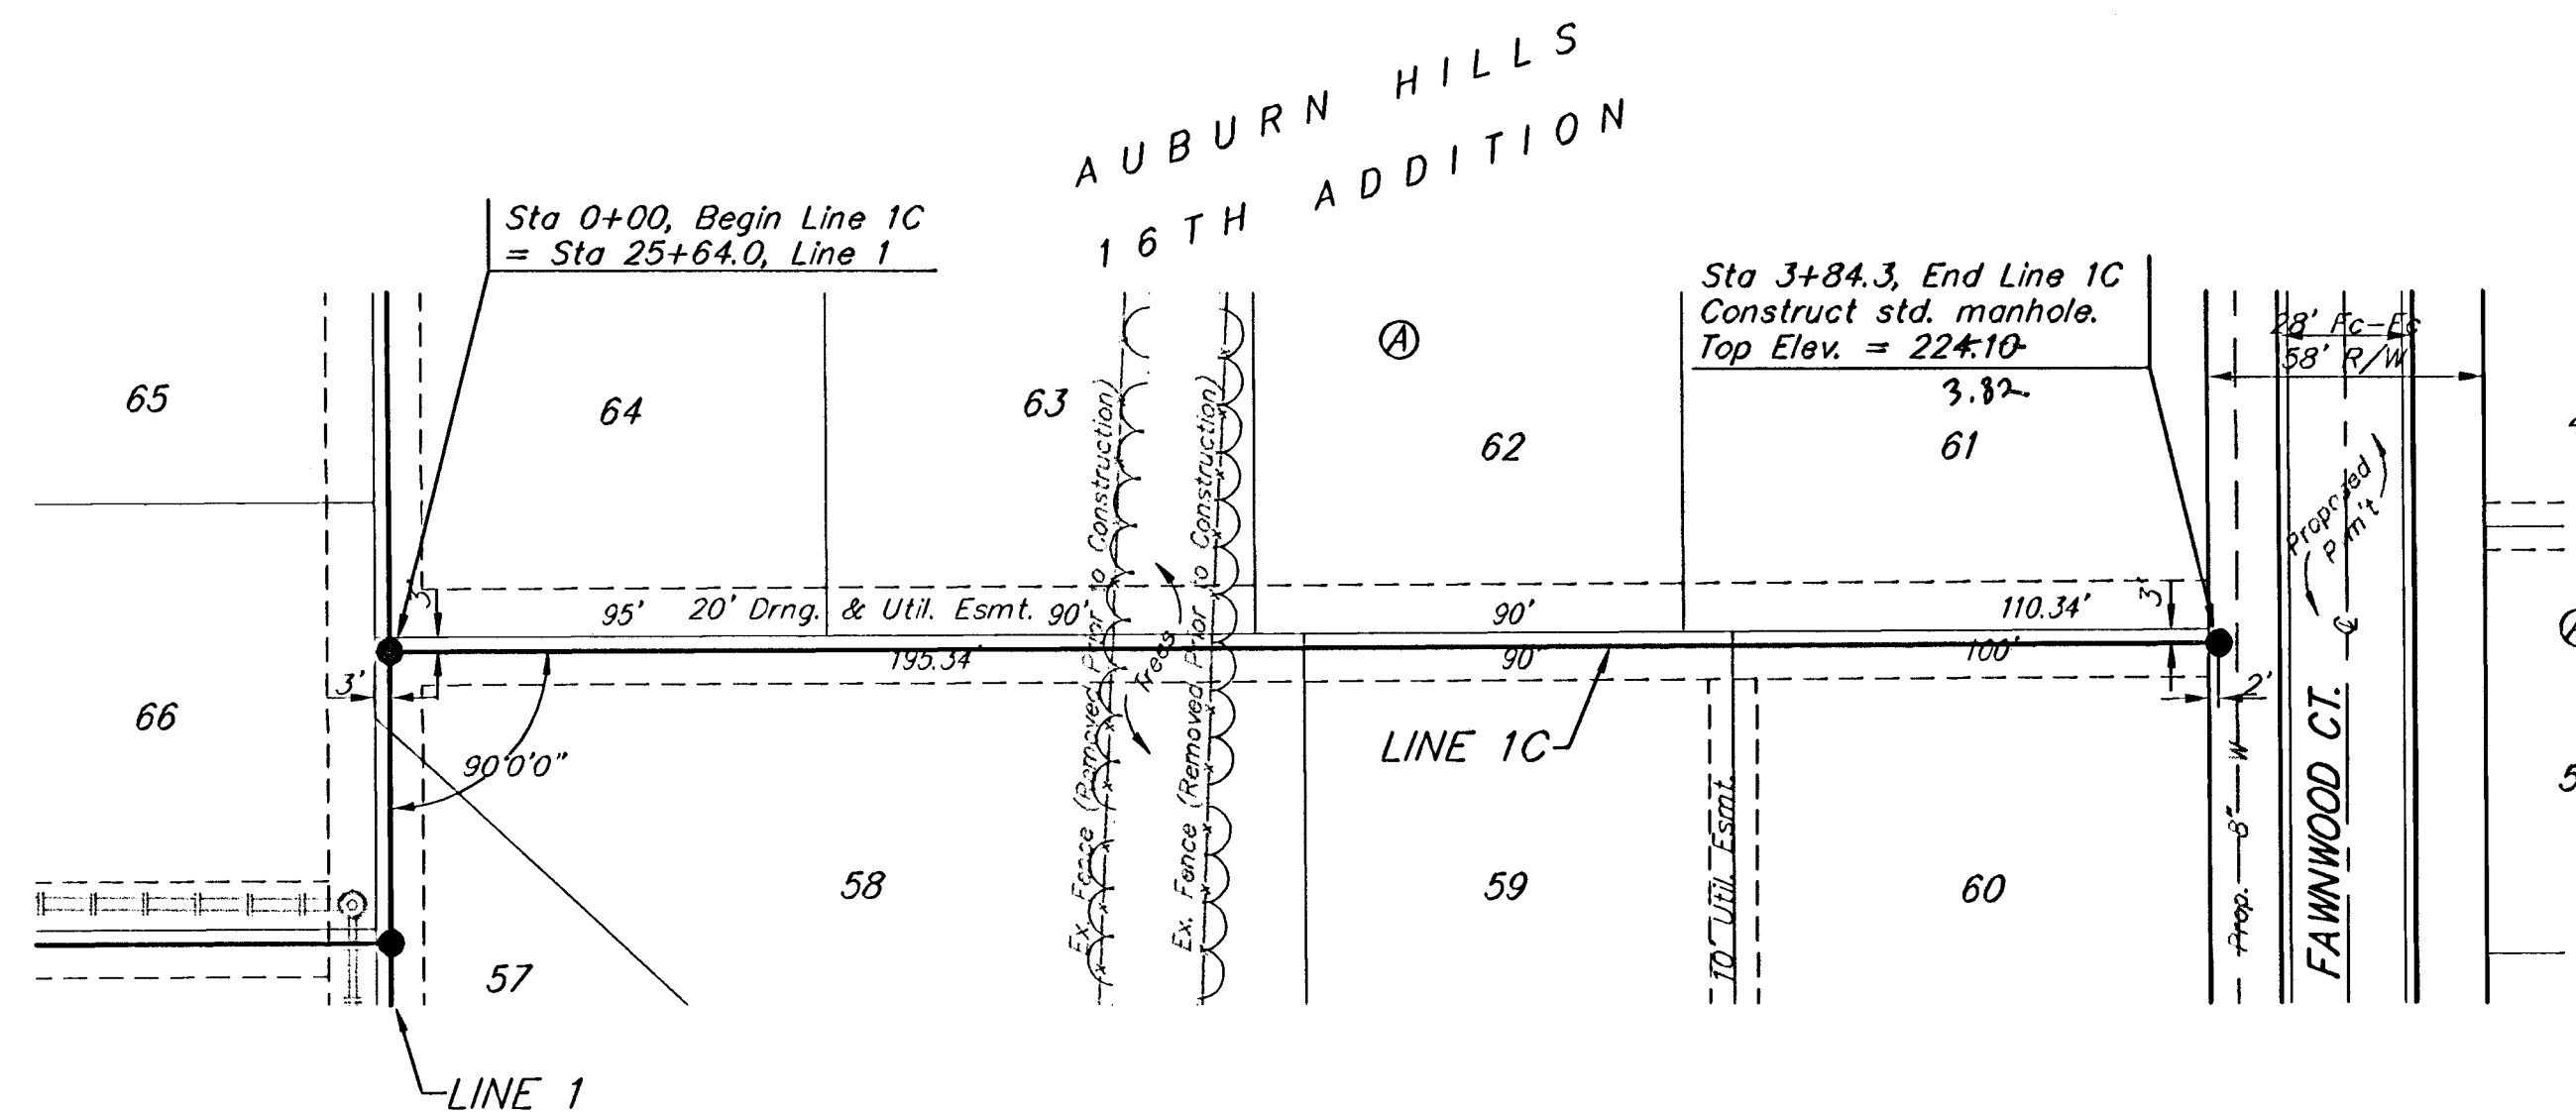 AUBURN HILLS
16TH ADDITION
Sta 0+00, Begin Line 1C
= Sta 25+64.0, Line 1
Sta 3+84.3, End Line 1C
Construct std. manhole.
Top Elev. = 224.10
3.82
28' Fc-Ec
58' R/W
65
64
63
A
62
61
Proposed
P'm't
3'
95'
20' Drng. & Util. Esmt.
90'
90'
110.34'
3'
195.34'
90'
100'
3'
2'
66
90°0'0"
Trees
LINE 1C
Ex. Fence (Removed Prior to Construction)
Ex. Fence (Removed Prior to Construction)
10' Util. Esmt.
Prop. 8" W
FAWNWOOD CT.
℄
58
59
60
57
LINE 1